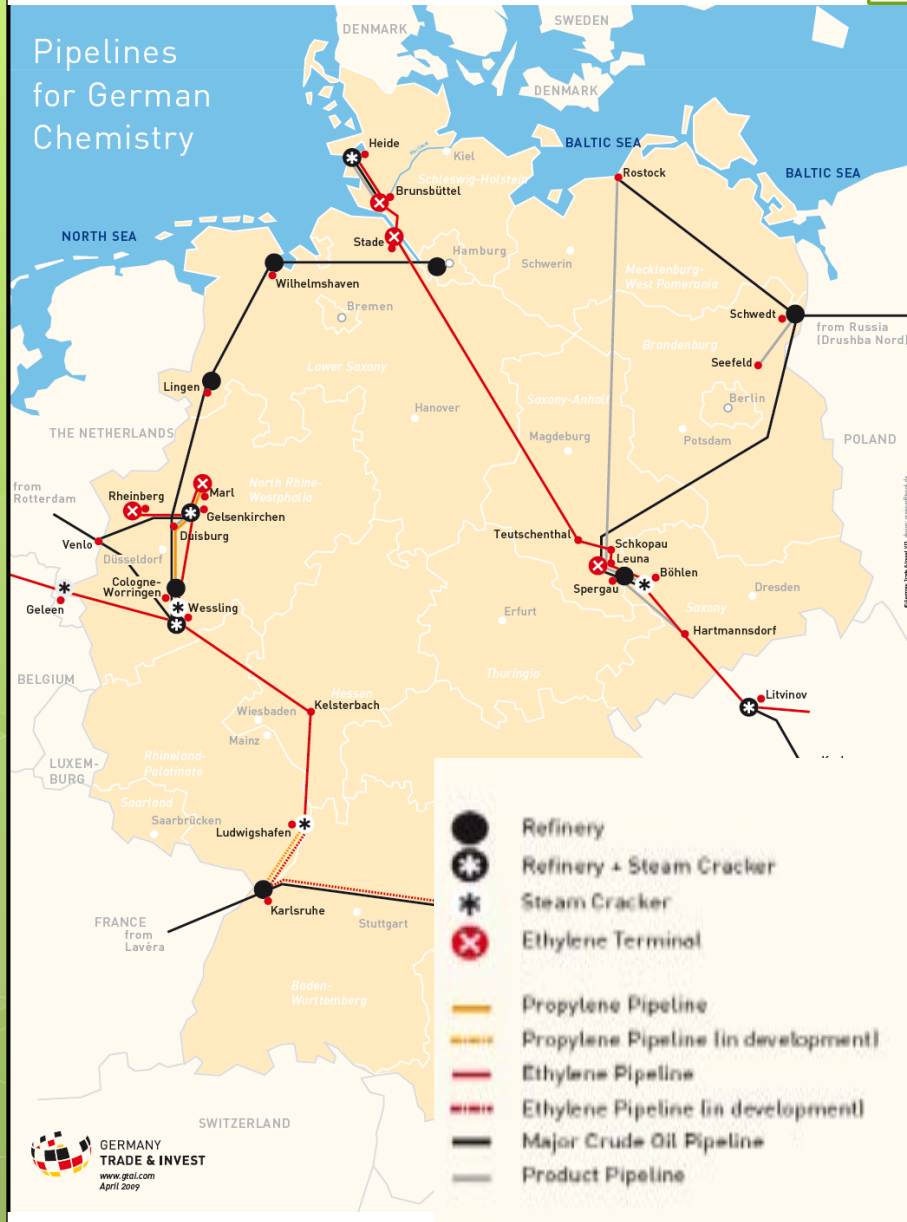 Pipelines
for German
Chemistry
DENMARK
SWEDEN
DENMARK
BALTIC SEA
BALTIC SEA
NORTH SEA
Heide
Kiel
Schleswig-Holstein
Brunsbüttel
Rostock
Stade
Hamburg
Schwerin
Wilhelmshaven
Mecklenburg-
West Pomerania
Bremen
Schwedt
from Russia
(Drushba Nord)
Brandenburg
Lower Saxony
Seefeld
Lingen
Saxony-Anhalt
Berlin
Hanover
THE NETHERLANDS
Magdeburg
Potsdam
POLAND
from
Rotterdam
North Rhine-
Westphalia
Rheinberg
Marl
Gelsenkirchen
Duisburg
Teutschenthal
Venlo
Schkopau
Düsseldorf
Leuna
Böhlen
Cologne-
Worringen
Spergau
Dresden
Wessling
Geleen
Saxony
Erfurt
Hartmannsdorf
BELGIUM
Thuringia
Hessen
Litvinov
Kelsterbach
Wiesbaden
Mainz
Rhineland-
Palatinate
LUXEM-
BURG
Saarland
Saarbrücken
Ludwigshafen
Refinery
Refinery + Steam Cracker
Steam Cracker
Ethylene Terminal
Karlsruhe
FRANCE
from
Lavéra
Stuttgart
Baden-
Wurttemberg
Propylene Pipeline
Propylene Pipeline (in development)
Ethylene Pipeline
Ethylene Pipeline (in development)
Major Crude Oil Pipeline
Product Pipeline
SWITZERLAND
GERMANY
TRADE & INVEST
www.gtai.com
April 2009